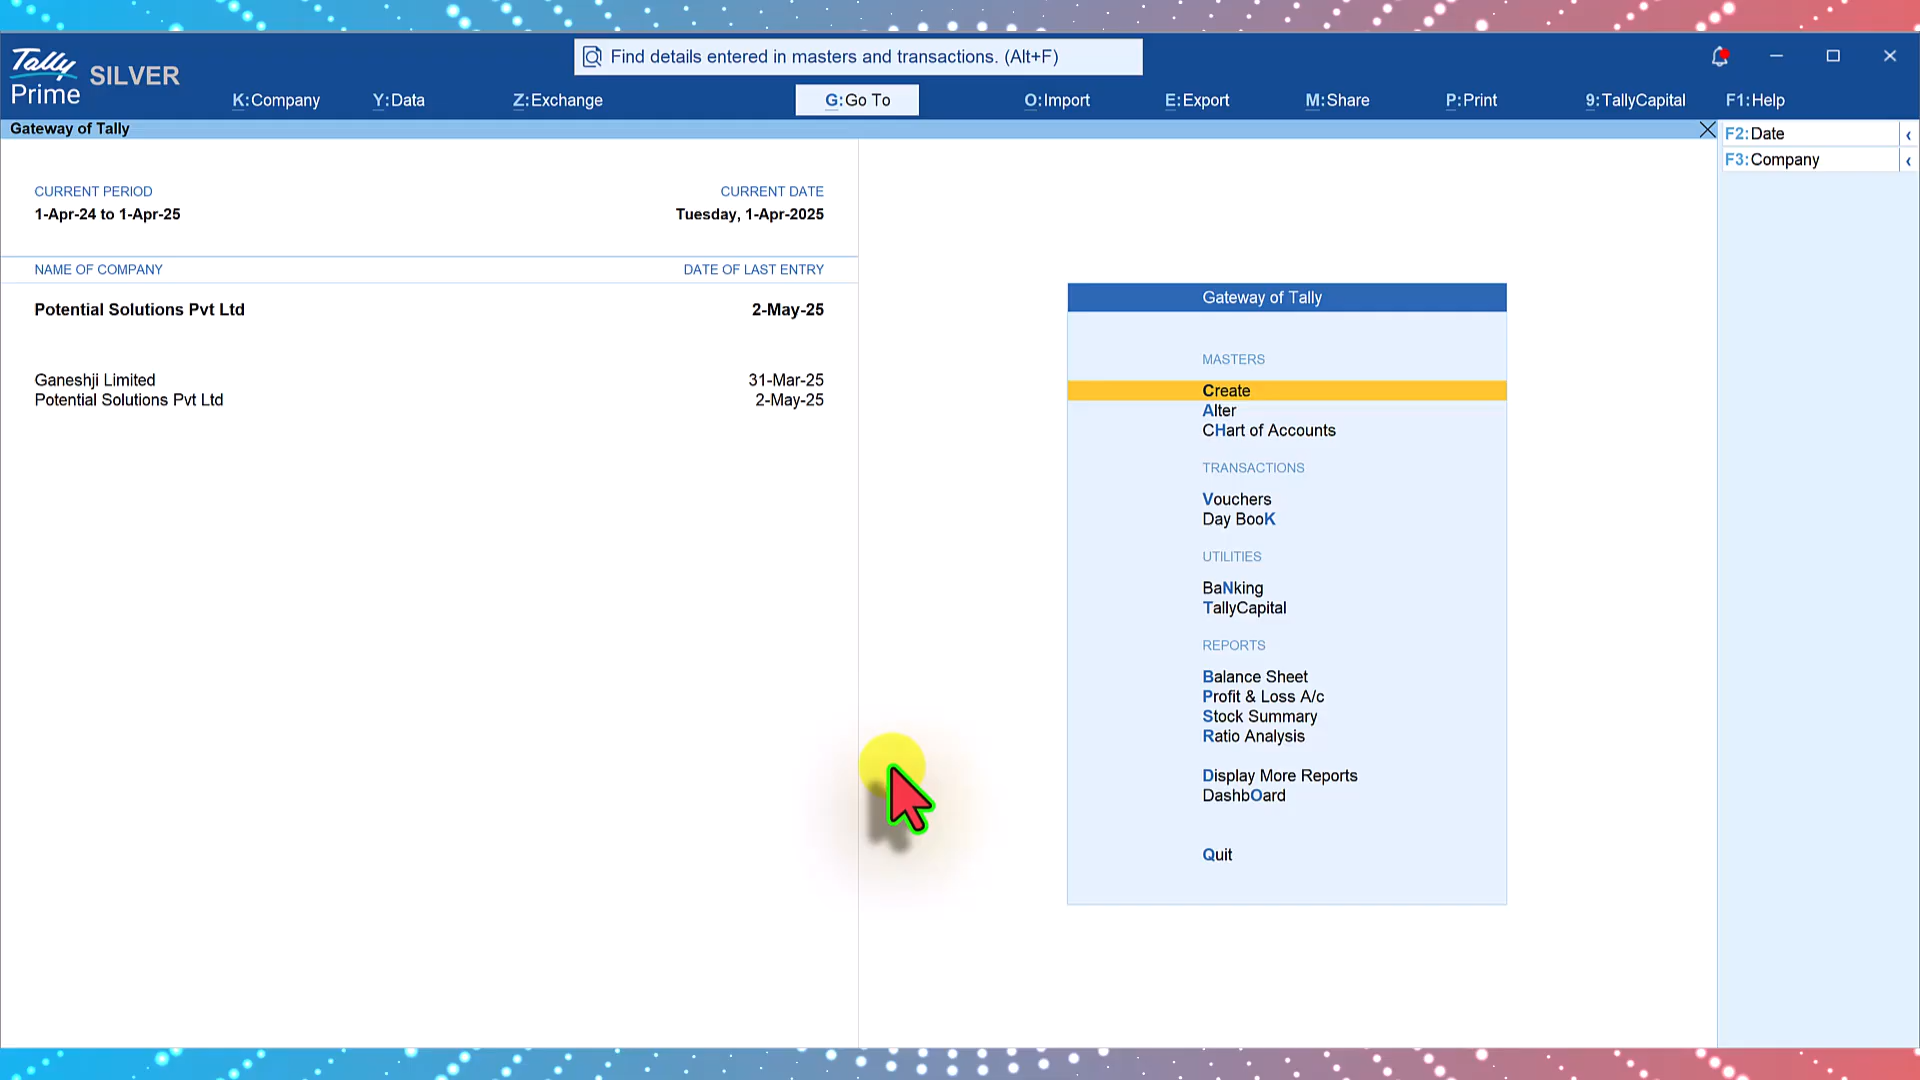 Tally
Prime SILVER
Find details entered in masters and transactions. (Alt+F)
K:Company Y:Data Z:Exchange G:Go To O:Import E:Export M:Share P:Print 9:TallyCapital F1:Help
Gateway of Tally
F2:Date
F3:Company
CURRENT PERIOD CURRENT DATE
1-Apr-24 to 1-Apr-25 Tuesday, 1-Apr-2025
NAME OF COMPANY DATE OF LAST ENTRY
Potential Solutions Pvt Ltd 2-May-25
Ganeshji Limited 31-Mar-25
Potential Solutions Pvt Ltd 2-May-25
Gateway of Tally
MASTERS
Create
Alter
CHart of Accounts
TRANSACTIONS
Vouchers
Day BooK
UTILITIES
BaNking
TallyCapital
REPORTS
Balance Sheet
Profit & Loss A/c
Stock Summary
Ratio Analysis
Display More Reports
DashbOard
Quit